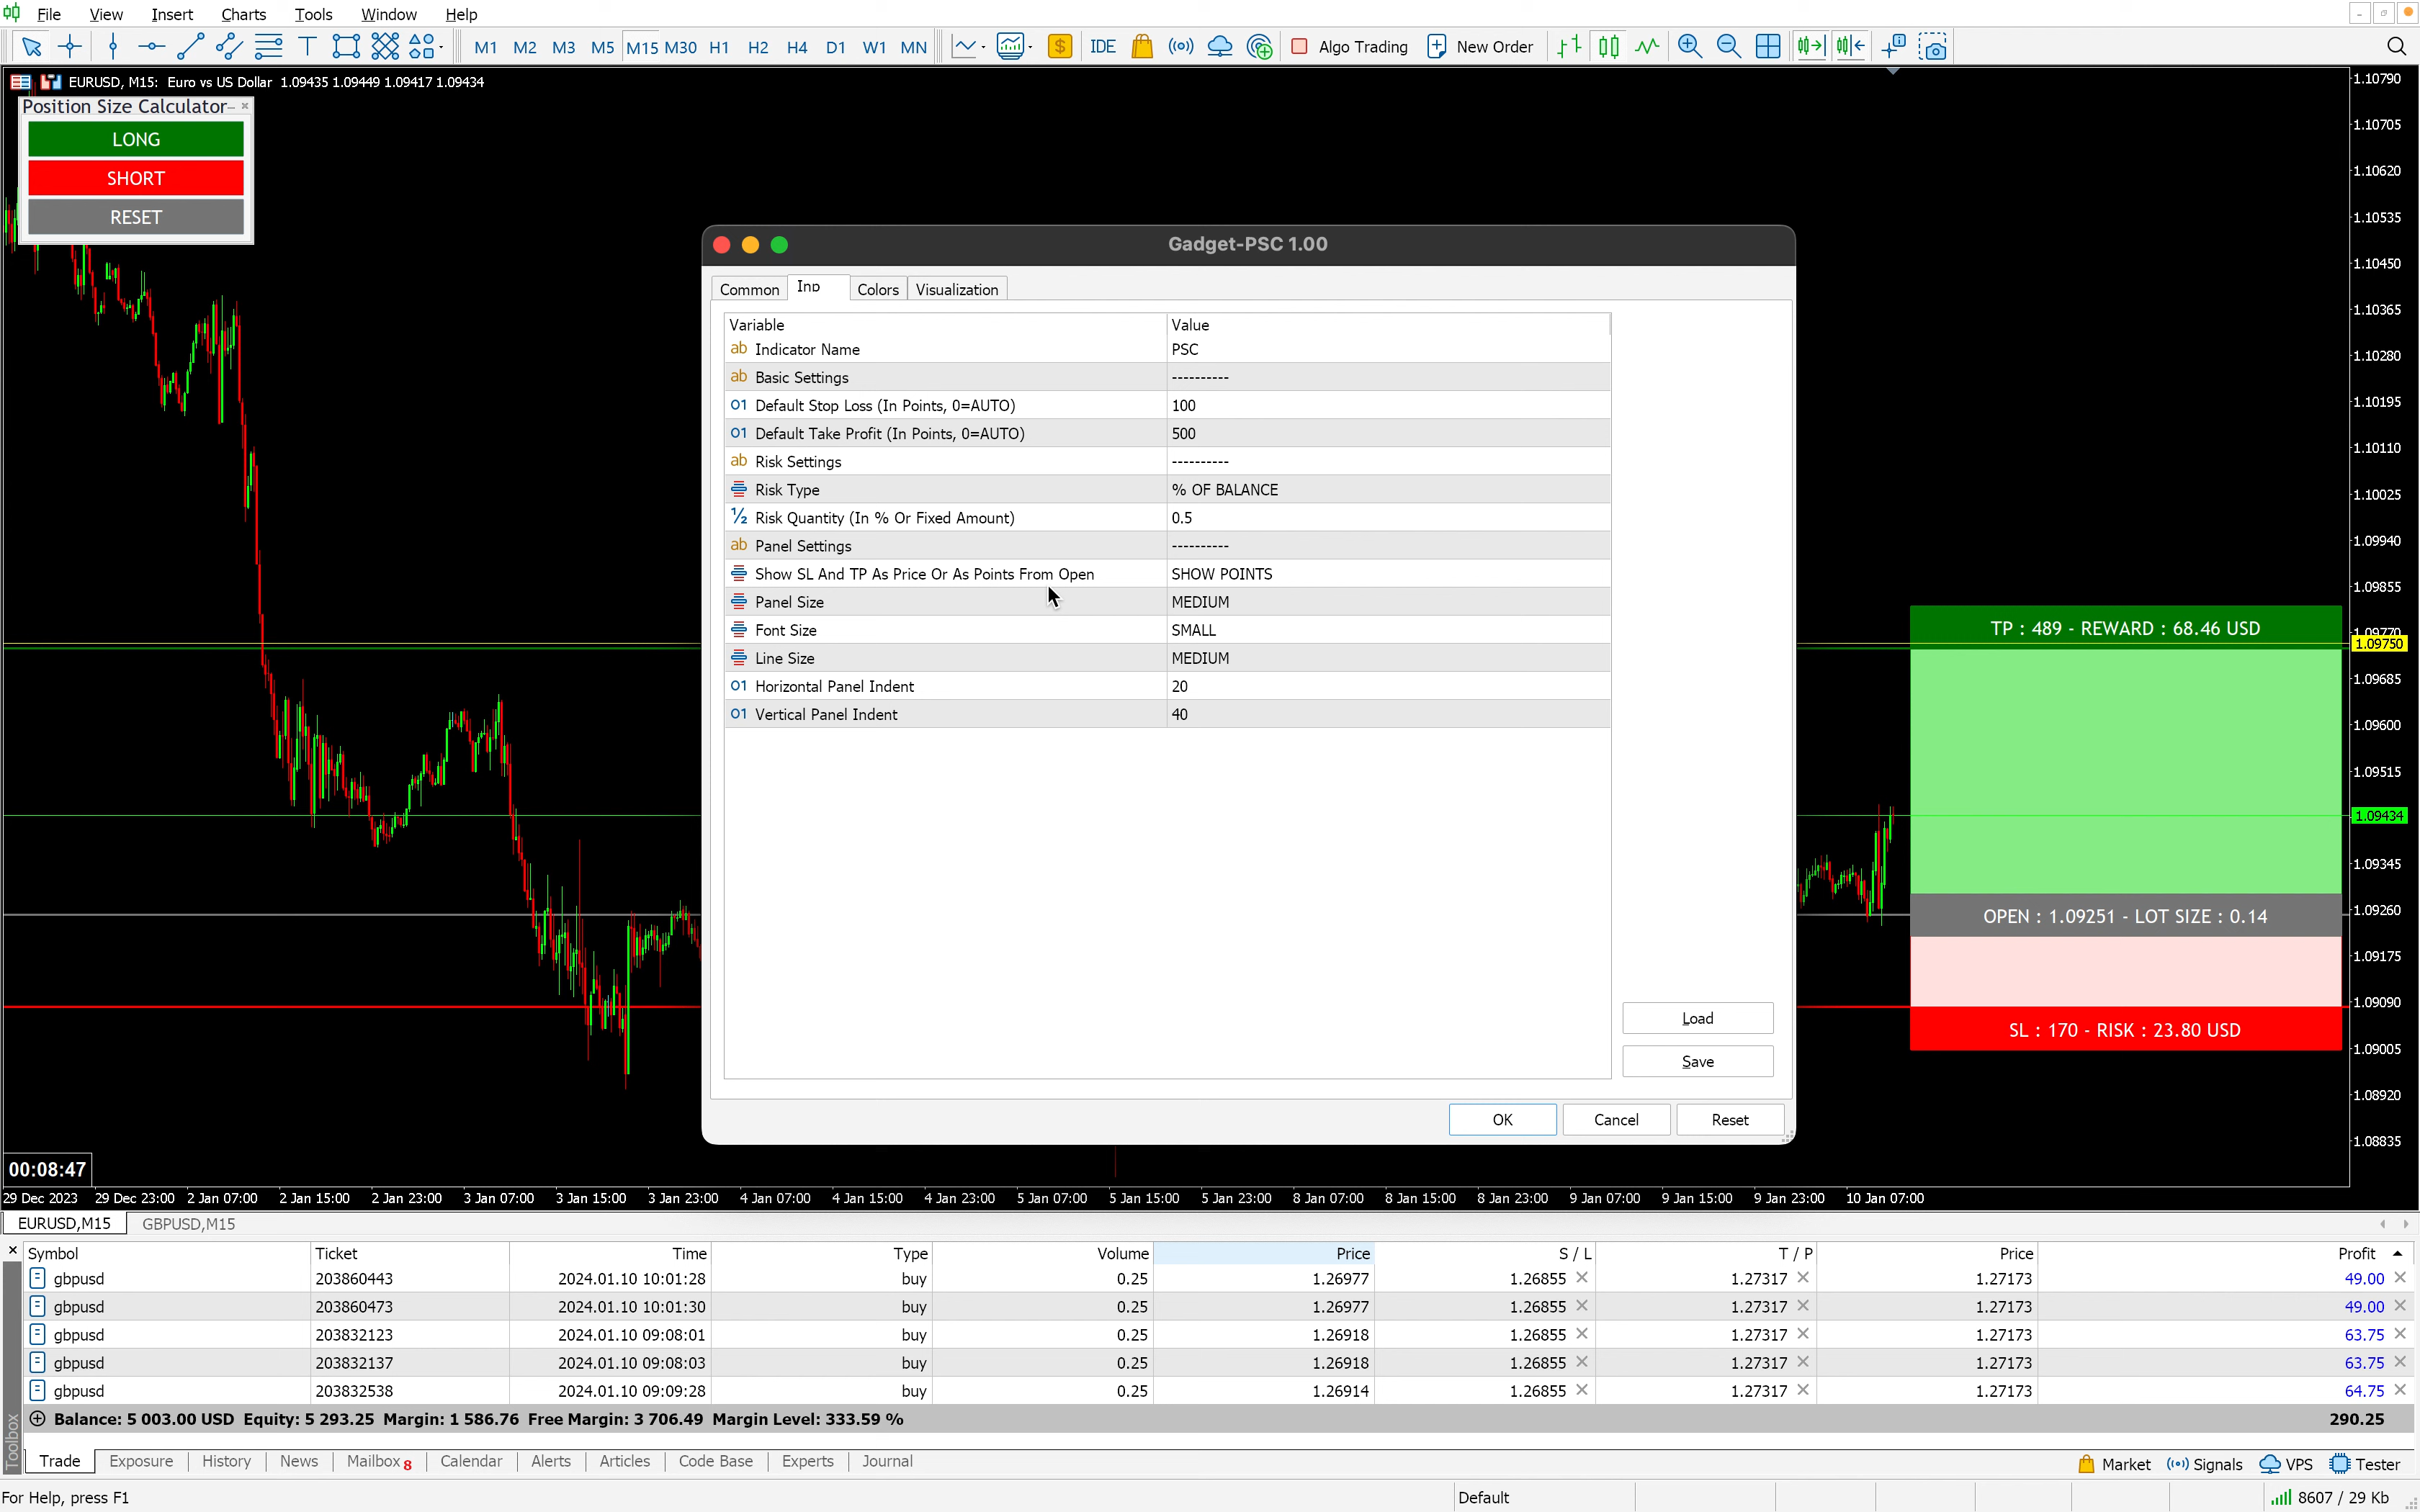 File View Insert Charts Tools Window Help
M1 M2 M3 M5 M15 M30 H1 H2 H4 D1 W1 MN IDE Algo Trading New Order
EURUSD, M15: Euro vs US Dollar 1.09435 1.09449 1.09417 1.09434
Position Size Calculator
LONG
SHORT
RESET
Gadget-PSC 1.00
Common Inp Colors Visualization
Variable Value
ab Indicator Name PSC
ab Basic Settings ----------
01 Default Stop Loss (In Points, 0=AUTO) 100
01 Default Take Profit (In Points, 0=AUTO) 500
ab Risk Settings ----------
Risk Type % OF BALANCE
½ Risk Quantity (In % Or Fixed Amount) 0.5
ab Panel Settings ----------
Show SL And TP As Price Or As Points From Open SHOW POINTS
Panel Size MEDIUM
Font Size SMALL
Line Size MEDIUM
01 Horizontal Panel Indent 20
01 Vertical Panel Indent 40
Load
Save
OK Cancel Reset
TP : 489 - REWARD : 68.46 USD
OPEN : 1.09251 - LOT SIZE : 0.14
SL : 170 - RISK : 23.80 USD
1.10790
1.10705
1.10620
1.10535
1.10450
1.10365
1.10280
1.10195
1.10110
1.10025
1.09940
1.09855
1.09770
1.09750
1.09685
1.09600
1.09515
1.09434
1.09345
1.09260
1.09175
1.09090
1.09005
1.08920
1.08835
00:08:47
29 Dec 2023 29 Dec 23:00 2 Jan 07:00 2 Jan 15:00 2 Jan 23:00 3 Jan 07:00 3 Jan 15:00 3 Jan 23:00 4 Jan 07:00 4 Jan 15:00 4 Jan 23:00 5 Jan 07:00 5 Jan 15:00 5 Jan 23:00 8 Jan 07:00 8 Jan 15:00 8 Jan 23:00 9 Jan 07:00 9 Jan 15:00 9 Jan 23:00 10 Jan 07:00
EURUSD,M15 GBPUSD,M15
Symbol Ticket Time Type Volume Price S / L T / P Price Profit
gbpusd 203860443 2024.01.10 10:01:28 buy 0.25 1.26977 1.26855 1.27317 1.27173 49.00
gbpusd 203860473 2024.01.10 10:01:30 buy 0.25 1.26977 1.26855 1.27317 1.27173 49.00
gbpusd 203832123 2024.01.10 09:08:01 buy 0.25 1.26918 1.26855 1.27317 1.27173 63.75
gbpusd 203832137 2024.01.10 09:08:03 buy 0.25 1.26918 1.26855 1.27317 1.27173 63.75
gbpusd 203832538 2024.01.10 09:09:28 buy 0.25 1.26914 1.26855 1.27317 1.27173 64.75
Balance: 5 003.00 USD Equity: 5 293.25 Margin: 1 586.76 Free Margin: 3 706.49 Margin Level: 333.59 % 290.25
Toolbox
Trade Exposure History News Mailbox 8 Calendar Alerts Articles Code Base Experts Journal Market Signals VPS Tester
For Help, press F1 Default 8607 / 29 Kb